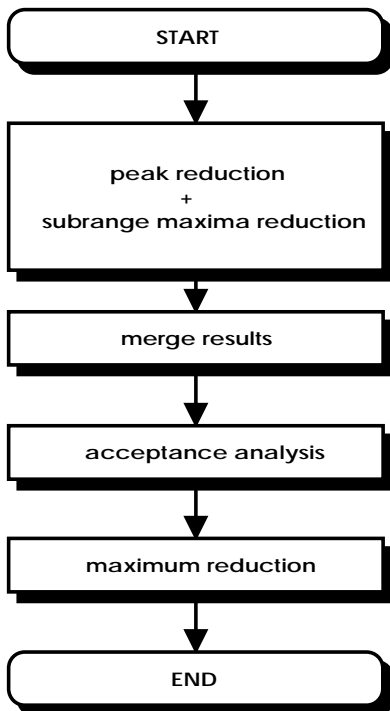 START
peak reduction
+
subrange maxima reduction
merge results
acceptance analysis
maximum reduction
END